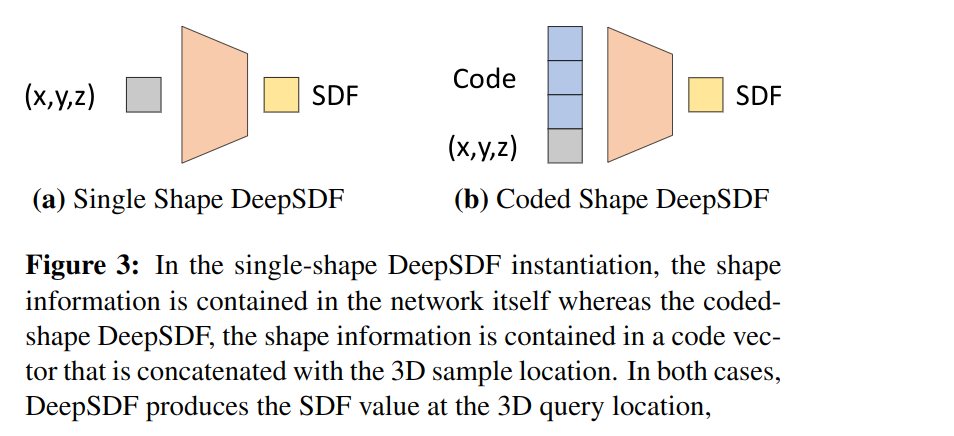 (x,y,z) SDF
Code
(x,y,z) SDF
(a) Single Shape DeepSDF
(b) Coded Shape DeepSDF
Figure 3: In the single-shape DeepSDF instantiation, the shape
information is contained in the network itself whereas the coded-
shape DeepSDF, the shape information is contained in a code vec-
tor that is concatenated with the 3D sample location. In both cases,
DeepSDF produces the SDF value at the 3D query location,